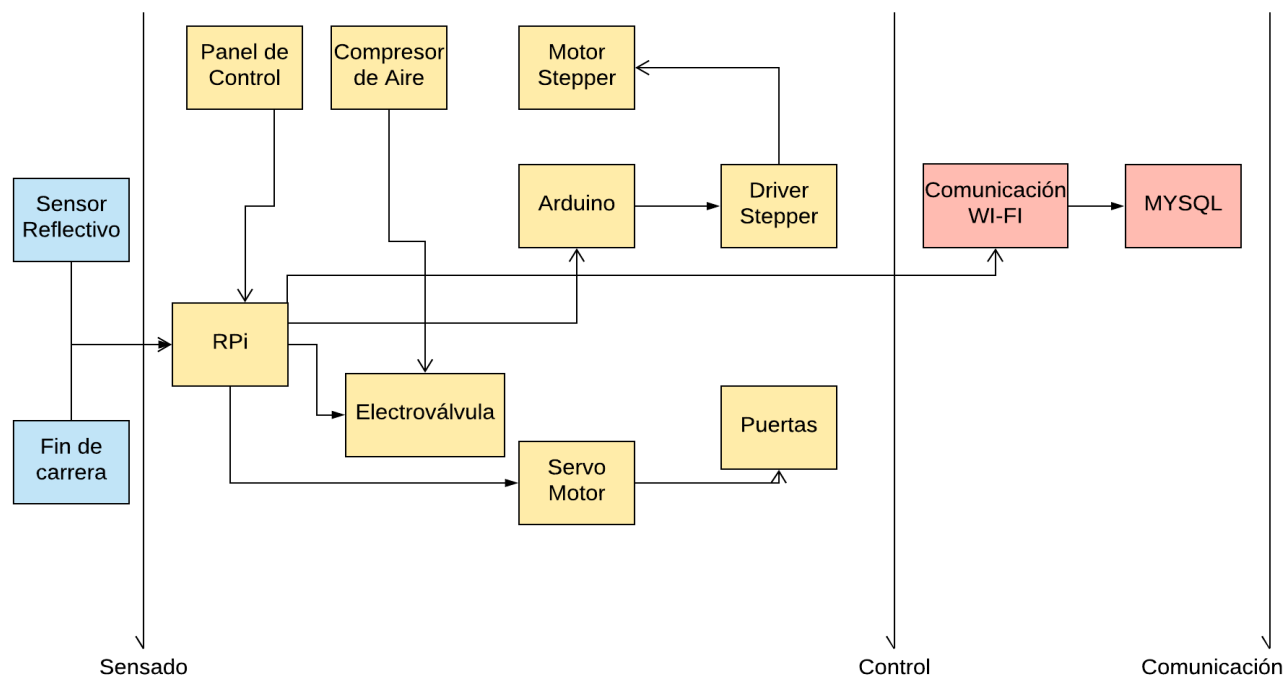 Panel de
Control
Compresor
de Aire
Motor
Stepper
Sensor
Reflectivo
Arduino
Driver
Stepper
Comunicación
WI-FI
MYSQL
RPi
Electroválvula
Puertas
Fin de
carrera
Servo
Motor
Sensado
Control
Comunicación